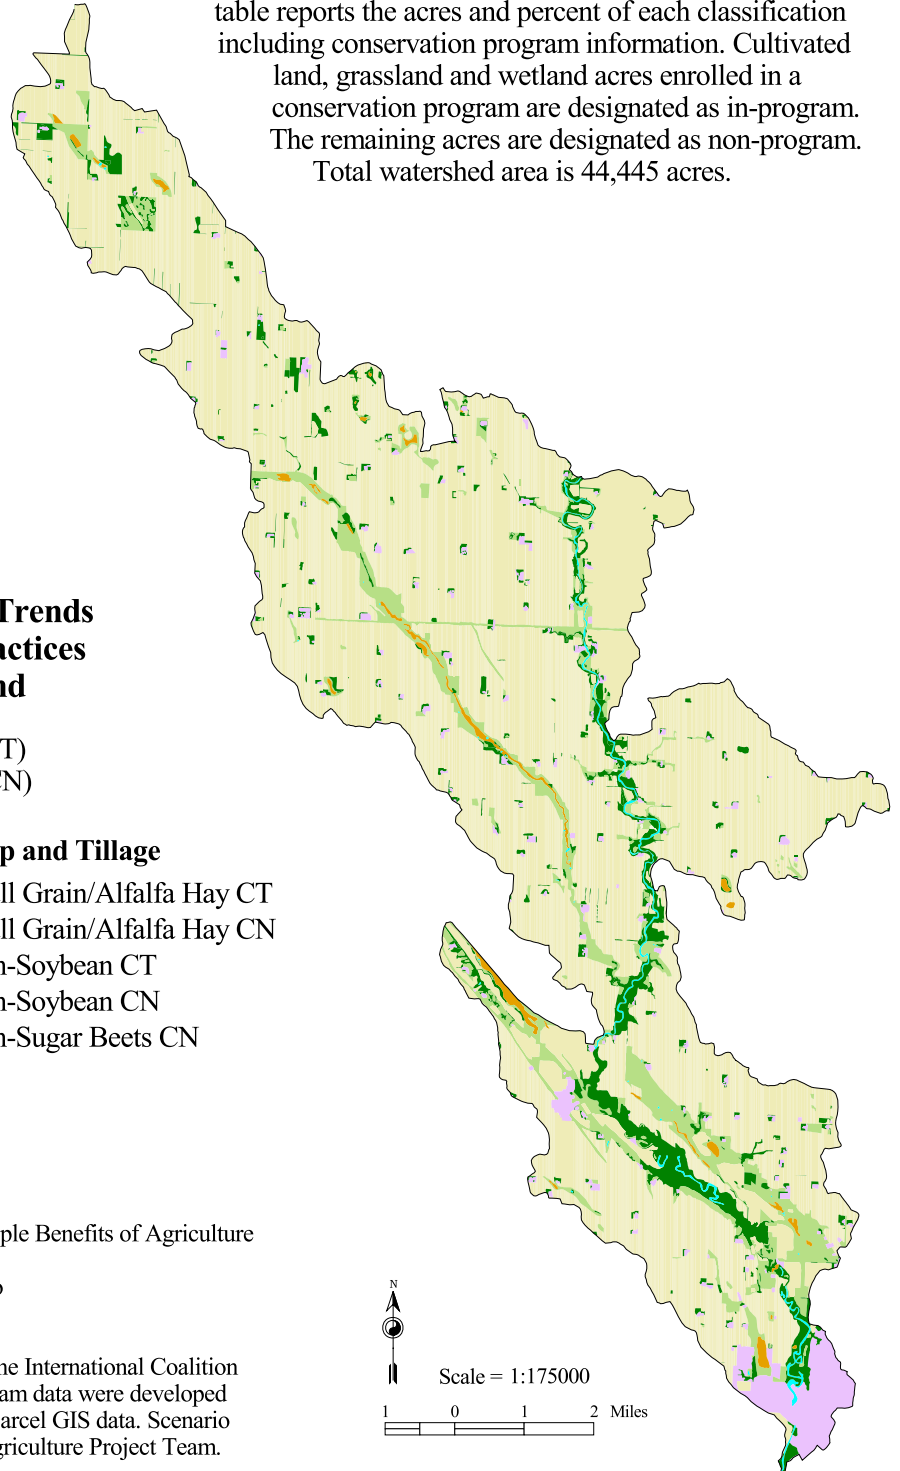 table reports the acres and percent of each classification
including conservation program information. Cultivated
land, grassland and wetland acres enrolled in a
conservation program are designated as in-program.
The remaining acres are designated as non-program.
Total watershed area is 44,445 acres.
Trends
actices
nd
T)
CN)
p and Tillage
ll Grain/Alfalfa Hay CT
ll Grain/Alfalfa Hay CN
n-Soybean CT
n-Soybean CN
n-Sugar Beets CN
ple Benefits of Agriculture
ne International Coalition
am data were developed
arcel GIS data. Scenario
griculture Project Team.
N
Scale = 1:175000
1 0 1 2 Miles